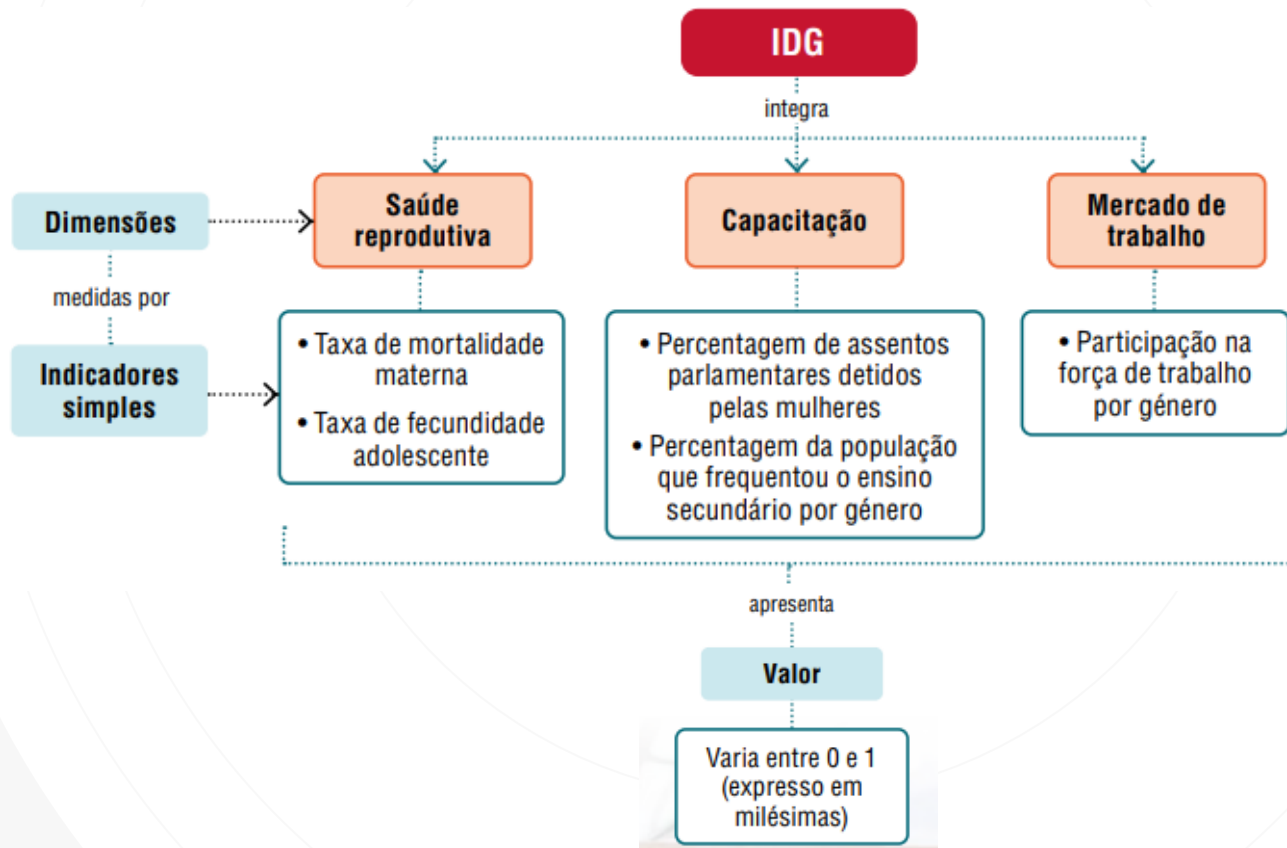 IDG
integra
Dimensões
Saúde
reprodutiva
Capacitação
Mercado de
trabalho
medidas por
Indicadores
simples
• Taxa de mortalidade
materna
• Taxa de fecundidade
adolescente
• Percentagem de assentos
parlamentares detidos
pelas mulheres
• Percentagem da população
que frequentou o ensino
secundário por género
• Participação na
força de trabalho
por género
apresenta
Valor
Varia entre 0 e 1
(expresso em
milésimas)